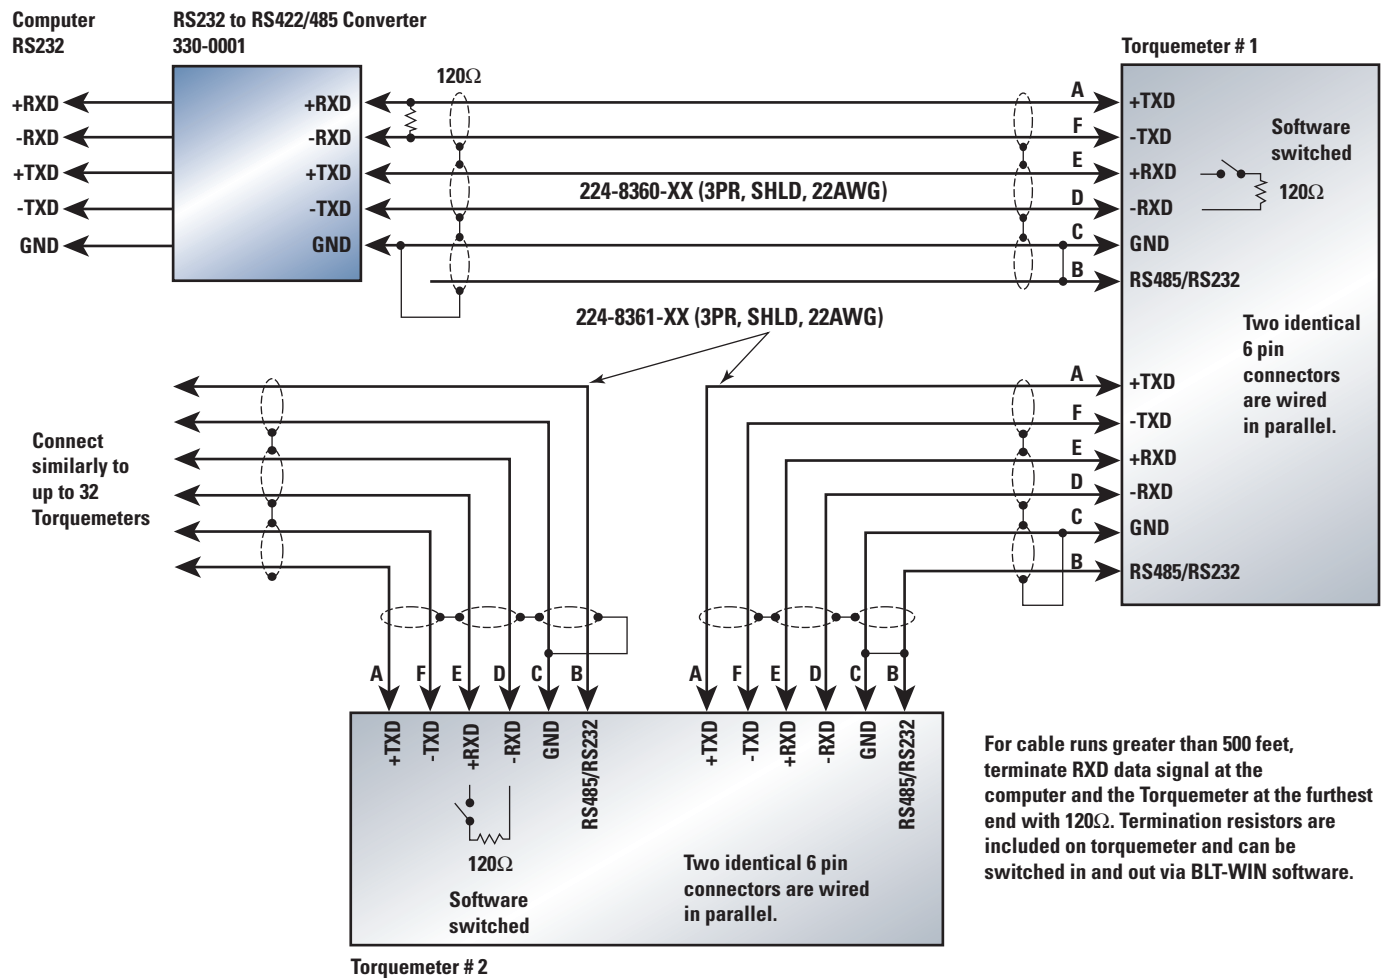 Computer
RS232
RS232 to RS422/485 Converter
330-0001
+RXD
-RXD
+TXD
-TXD
GND
+RXD
-RXD
+TXD
-TXD
GND
120Ω
224-8360-XX (3PR, SHLD, 22AWG)
A
F
E
D
C
B
Torquemeter # 1
+TXD
-TXD
+RXD
-RXD
GND
RS485/RS232
Software
switched
120Ω
Two identical
6 pin
connectors
are wired
in parallel.
224-8361-XX (3PR, SHLD, 22AWG)
A
F
E
D
C
B
+TXD
-TXD
+RXD
-RXD
GND
RS485/RS232
Connect
similarly to
up to 32
Torquemeters
A
F
E
D
C
B
A
F
E
D
C
B
+TXD
-TXD
+RXD
-RXD
GND
RS485/RS232
+TXD
-TXD
+RXD
-RXD
GND
RS485/RS232
120Ω
Software
switched
Two identical 6 pin
connectors are wired
in parallel.
Torquemeter # 2
For cable runs greater than 500 feet,
terminate RXD data signal at the
computer and the Torquemeter at the furthest
end with 120Ω. Termination resistors are
included on torquemeter and can be
switched in and out via BLT-WIN software.